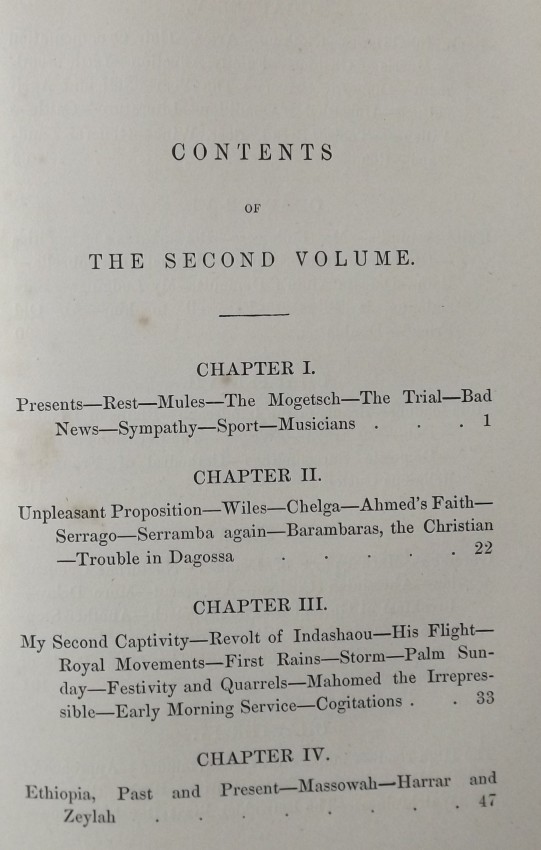 CONTENTS
OF
THE SECOND VOLUME.
CHAPTER I.
Presents—Rest—Mules—The Mogetsch—The Trial—Bad
News—Sympathy—Sport—Musicians . . . 1
CHAPTER II.
Unpleasant Proposition—Wiles—Chelga—Ahmed's Faith—
Serrago—Serramba again—Barambaras, the Christian
—Trouble in Dagossa . . . . . 22
CHAPTER III.
My Second Captivity—Revolt of Indashaou—His Flight—
Royal Movements—First Rains—Storm—Palm Sun-
day—Festivity and Quarrels—Mahomed the Irrepres-
sible—Early Morning Service—Cogitations . . 33
CHAPTER IV.
Ethiopia, Past and Present—Massowah—Harrar and
Zeylah . . . . . . . . 47